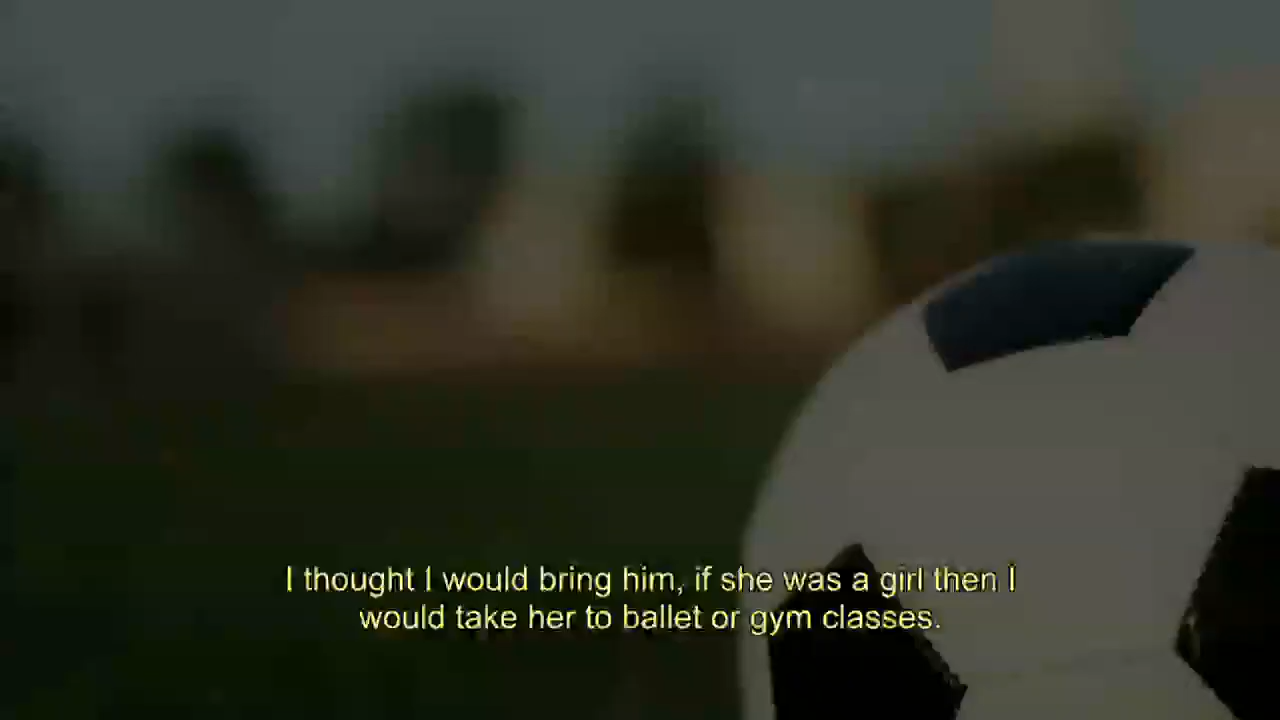 I thought I would bring him, if she was a girl then I
would take her to ballet or gym classes.